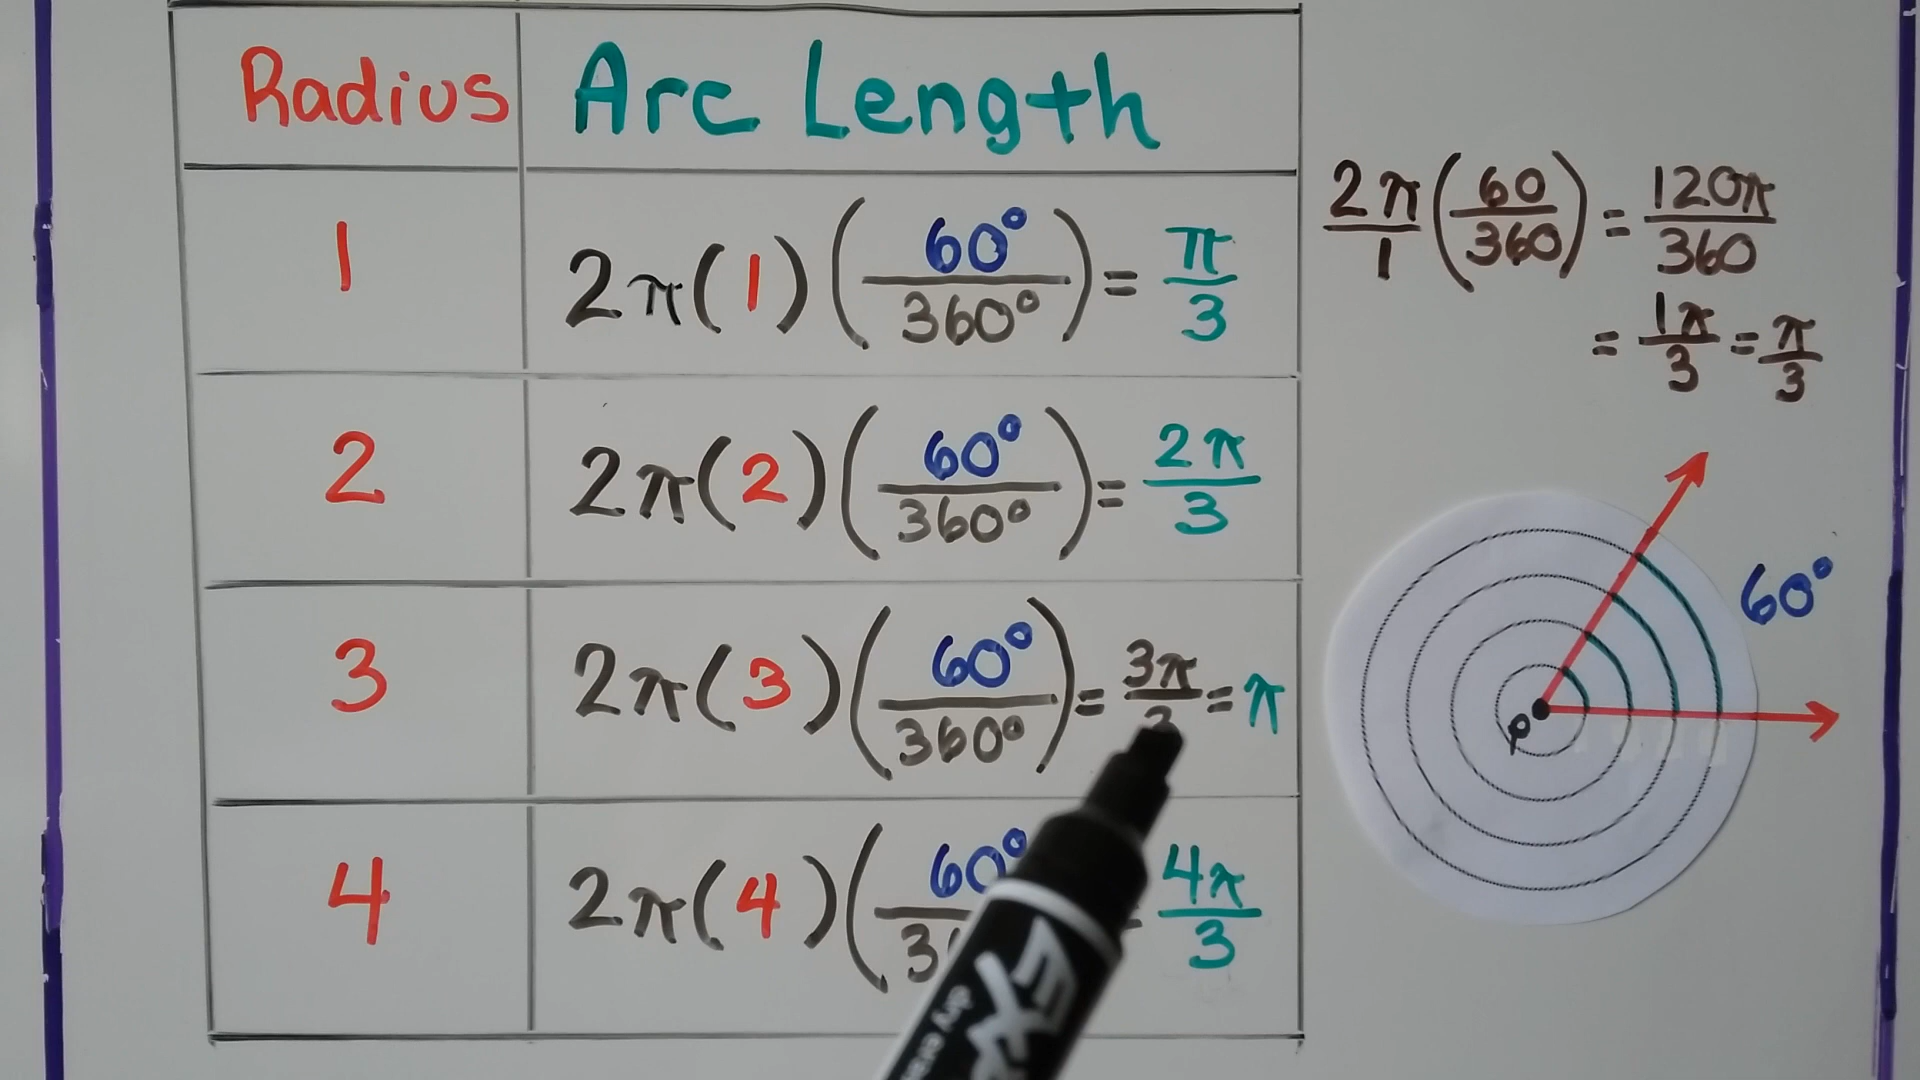 Radius Arc Length
1 2π(1)(60°/360°) = π/3
2π/1 (60/360) = 120π/360
= 1π/3 = π/3
2 2π(2)(60°/360°) = 2π/3
3 2π(3)(60°/360°) = 3π/ = π
4 2π(4)(60° 4π/3
60°
P